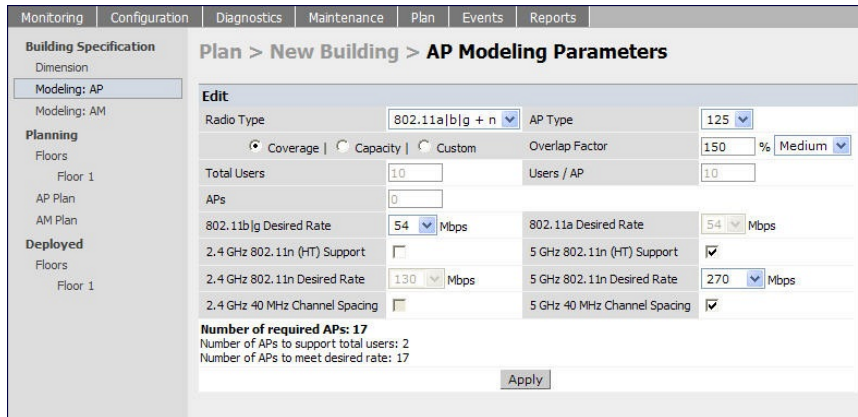 Monitoring Configuration Diagnostics Maintenance Plan Events Reports
Building Specification
Dimension
Modeling: AP
Modeling: AM
Planning
Floors
Floor 1
AP Plan
AM Plan
Deployed
Floors
Floor 1
Plan > New Building > AP Modeling Parameters
Edit
Radio Type 802.11a|b|g + n AP Type 125
Coverage | Capacity | Custom Overlap Factor 150 % Medium
Total Users 10 Users / AP 10
APs 0
802.11b|g Desired Rate 54 Mbps 802.11a Desired Rate 54 Mbps
2.4 GHz 802.11n (HT) Support 5 GHz 802.11n (HT) Support
2.4 GHz 802.11n Desired Rate 130 Mbps 5 GHz 802.11n Desired Rate 270 Mbps
2.4 GHz 40 MHz Channel Spacing 5 GHz 40 MHz Channel Spacing
Number of required APs: 17
Number of APs to support total users: 2
Number of APs to meet desired rate: 17
Apply